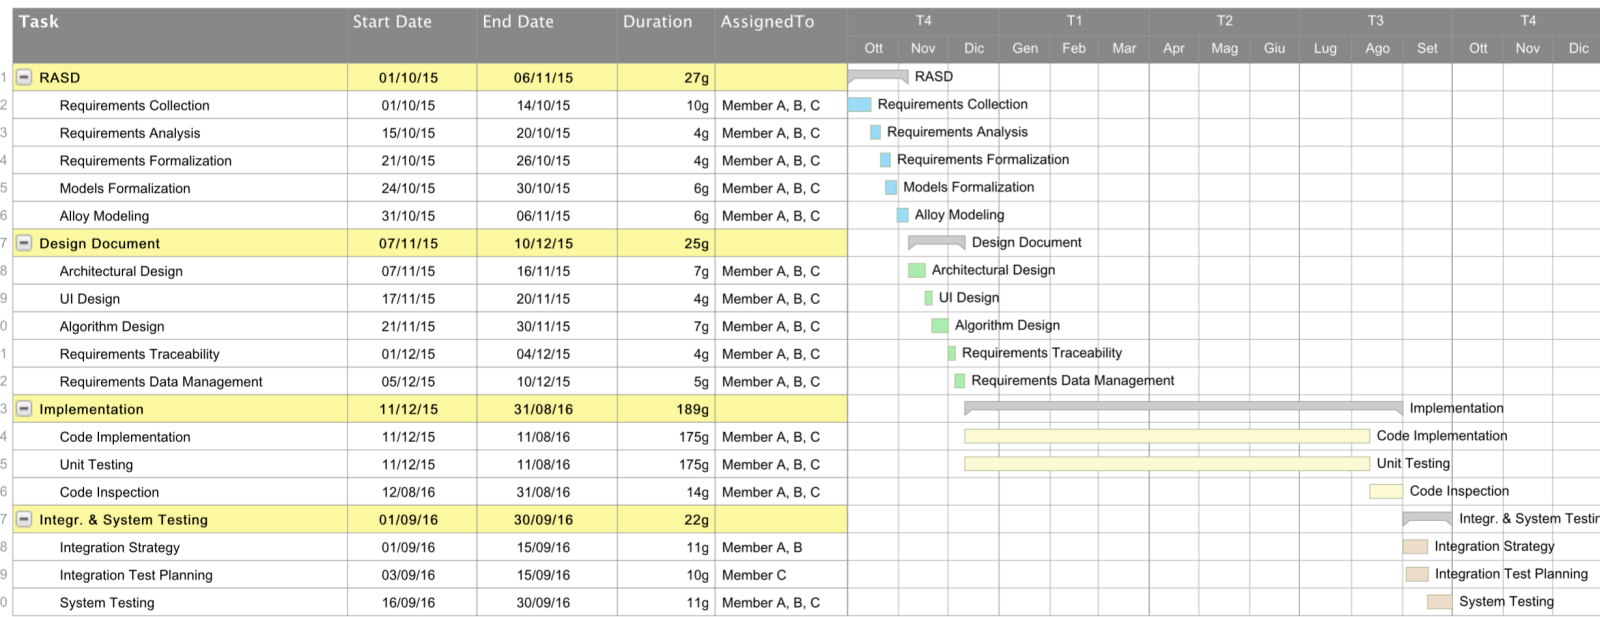 Task Start Date End Date Duration AssignedTo T4 T1 T2 T3 T4
Ott Nov Dic Gen Feb Mar Apr Mag Giu Lug Ago Set Ott Nov Dic
1 RASD 01/10/15 06/11/15 27g RASD
2 Requirements Collection 01/10/15 14/10/15 10g Member A, B, C Requirements Collection
3 Requirements Analysis 15/10/15 20/10/15 4g Member A, B, C Requirements Analysis
4 Requirements Formalization 21/10/15 26/10/15 4g Member A, B, C Requirements Formalization
5 Models Formalization 24/10/15 30/10/15 6g Member A, B, C Models Formalization
6 Alloy Modeling 31/10/15 06/11/15 6g Member A, B, C Alloy Modeling
7 Design Document 07/11/15 10/12/15 25g Design Document
8 Architectural Design 07/11/15 16/11/15 7g Member A, B, C Architectural Design
9 UI Design 17/11/15 20/11/15 4g Member A, B, C UI Design
0 Algorithm Design 21/11/15 30/11/15 7g Member A, B, C Algorithm Design
1 Requirements Traceability 01/12/15 04/12/15 4g Member A, B, C Requirements Traceability
2 Requirements Data Management 05/12/15 10/12/15 5g Member A, B, C Requirements Data Management
3 Implementation 11/12/15 31/08/16 189g Implementation
4 Code Implementation 11/12/15 11/08/16 175g Member A, B, C Code Implementation
5 Unit Testing 11/12/15 11/08/16 175g Member A, B, C Unit Testing
6 Code Inspection 12/08/16 31/08/16 14g Member A, B, C Code Inspection
7 Integr. & System Testing 01/09/16 30/09/16 22g Integr. & System Testin
8 Integration Strategy 01/09/16 15/09/16 11g Member A, B Integration Strategy
9 Integration Test Planning 03/09/16 15/09/16 10g Member C Integration Test Planning
0 System Testing 16/09/16 30/09/16 11g Member A, B, C System Testing